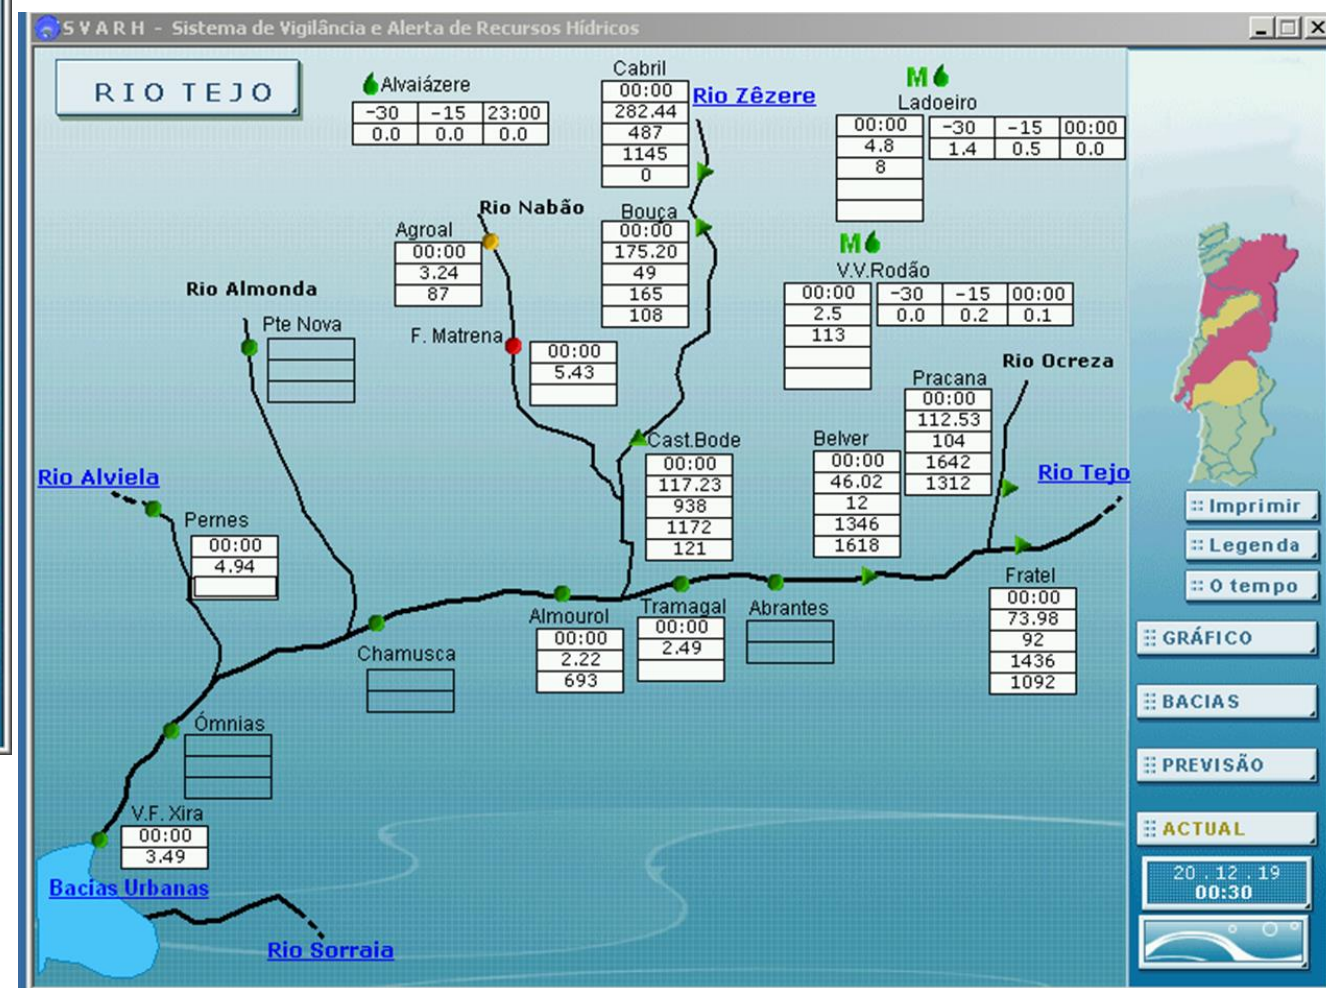 SVARH - Sistema de Vigilância e Alerta de Recursos Hídricos
RIO TEJO
Alvaiázere
-30 -15 23:00
0.0 0.0 0.0
Cabril
00:00
282.44
487
1145
0
Rio Zêzere
M
Ladoeiro
00:00
4.8
8
-30 -15 00:00
1.4 0.5 0.0
Rio Nabão
Agroal
00:00
3.24
87
Bouça
00:00
175.20
49
165
108
M
V.V.Rodão
00:00
2.5
113
-30 -15 00:00
0.0 0.2 0.1
Rio Almonda
Pte Nova
F. Matrena
00:00
5.43
Rio Ocreza
Pracana
00:00
112.53
104
1642
1312
Cast.Bode
00:00
117.23
938
1172
121
Belver
00:00
46.02
12
1346
1618
Rio Tejo
Rio Alviela
Pernes
00:00
4.94
Fratel
00:00
73.98
92
1436
1092
Almourol
00:00
2.22
693
Tramagal
00:00
2.49
Abrantes
Chamusca
Ómnias
V.F. Xira
00:00
3.49
Bacias Urbanas
Rio Sorraia
Imprimir
Legenda
O tempo
GRÁFICO
BACIAS
PREVISÃO
ACTUAL
20 . 12 . 19
00:30